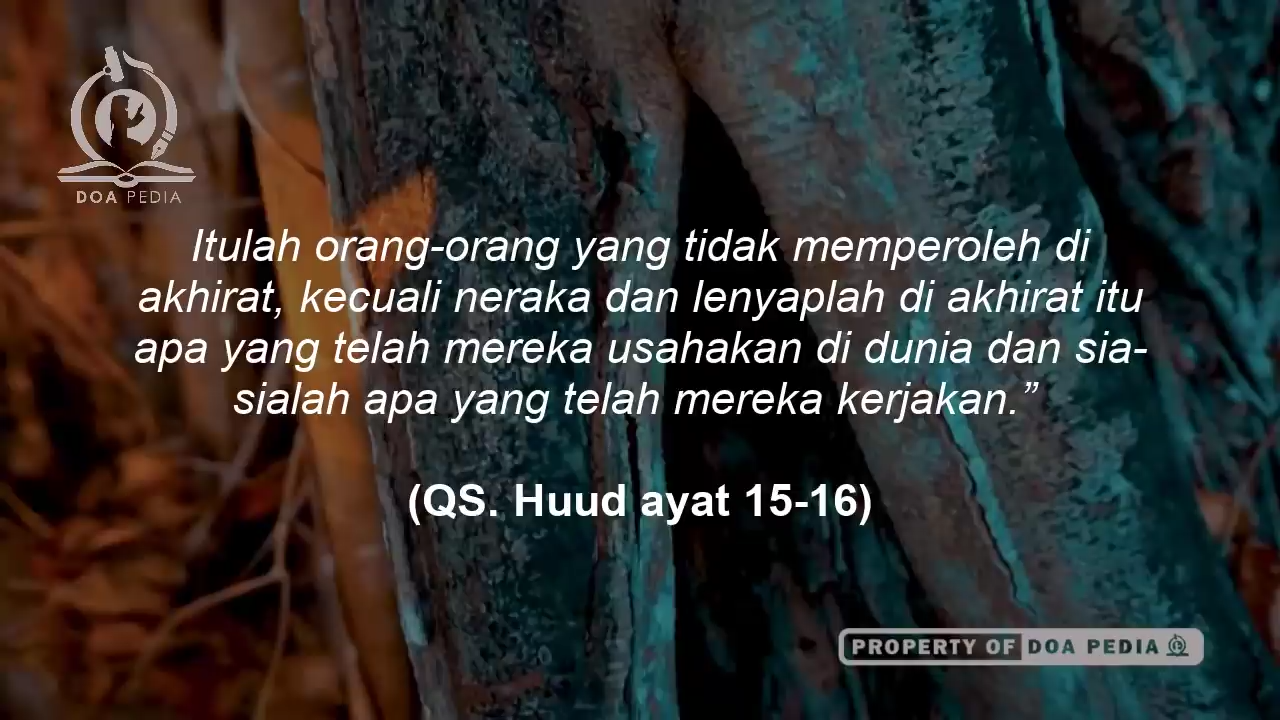 DOA PEDIA
Itulah orang-orang yang tidak memperoleh di
akhirat, kecuali neraka dan lenyaplah di akhirat itu
apa yang telah mereka usahakan di dunia dan sia-
sialah apa yang telah mereka kerjakan.”
(QS. Huud ayat 15-16)
PROPERTY OF DOA PEDIA